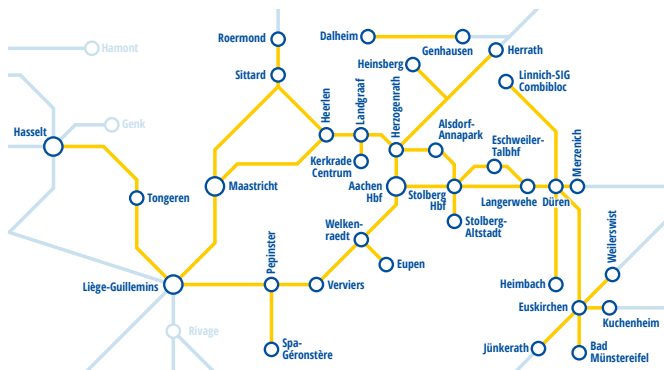 Roermond
Dalheim
Genhausen
Herrath
Hamont
Sittard
Heinsberg
Linnich-SIG
Combiloc
Heerlen
Landgraaf
Herzogenrath
Alsdorf-
Annapark
Eschweiler-
Talbhf
Merzenich
Genk
Hasselt
Kerkrade
Centrum
Maastricht
Aachen
Hbf
Stolberg
Hbf
Langerwehe
Düren
Tongeren
Stolberg-
Altstadt
Welken-
raedt
Eupen
Weilerswist
Pepinster
Liège-Guillemins
Verviers
Heimbach
Euskirchen
Kuchenheim
Rivage
Spa-
Géronstère
Jünkerath
Bad
Münstereifel